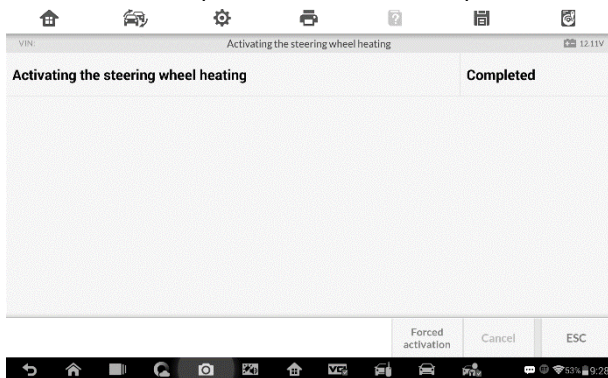 VIN:
Activating the steering wheel heating
12.11V
Activating the steering wheel heating
Completed
Forced
activation
Cancel
ESC
53%
9:28